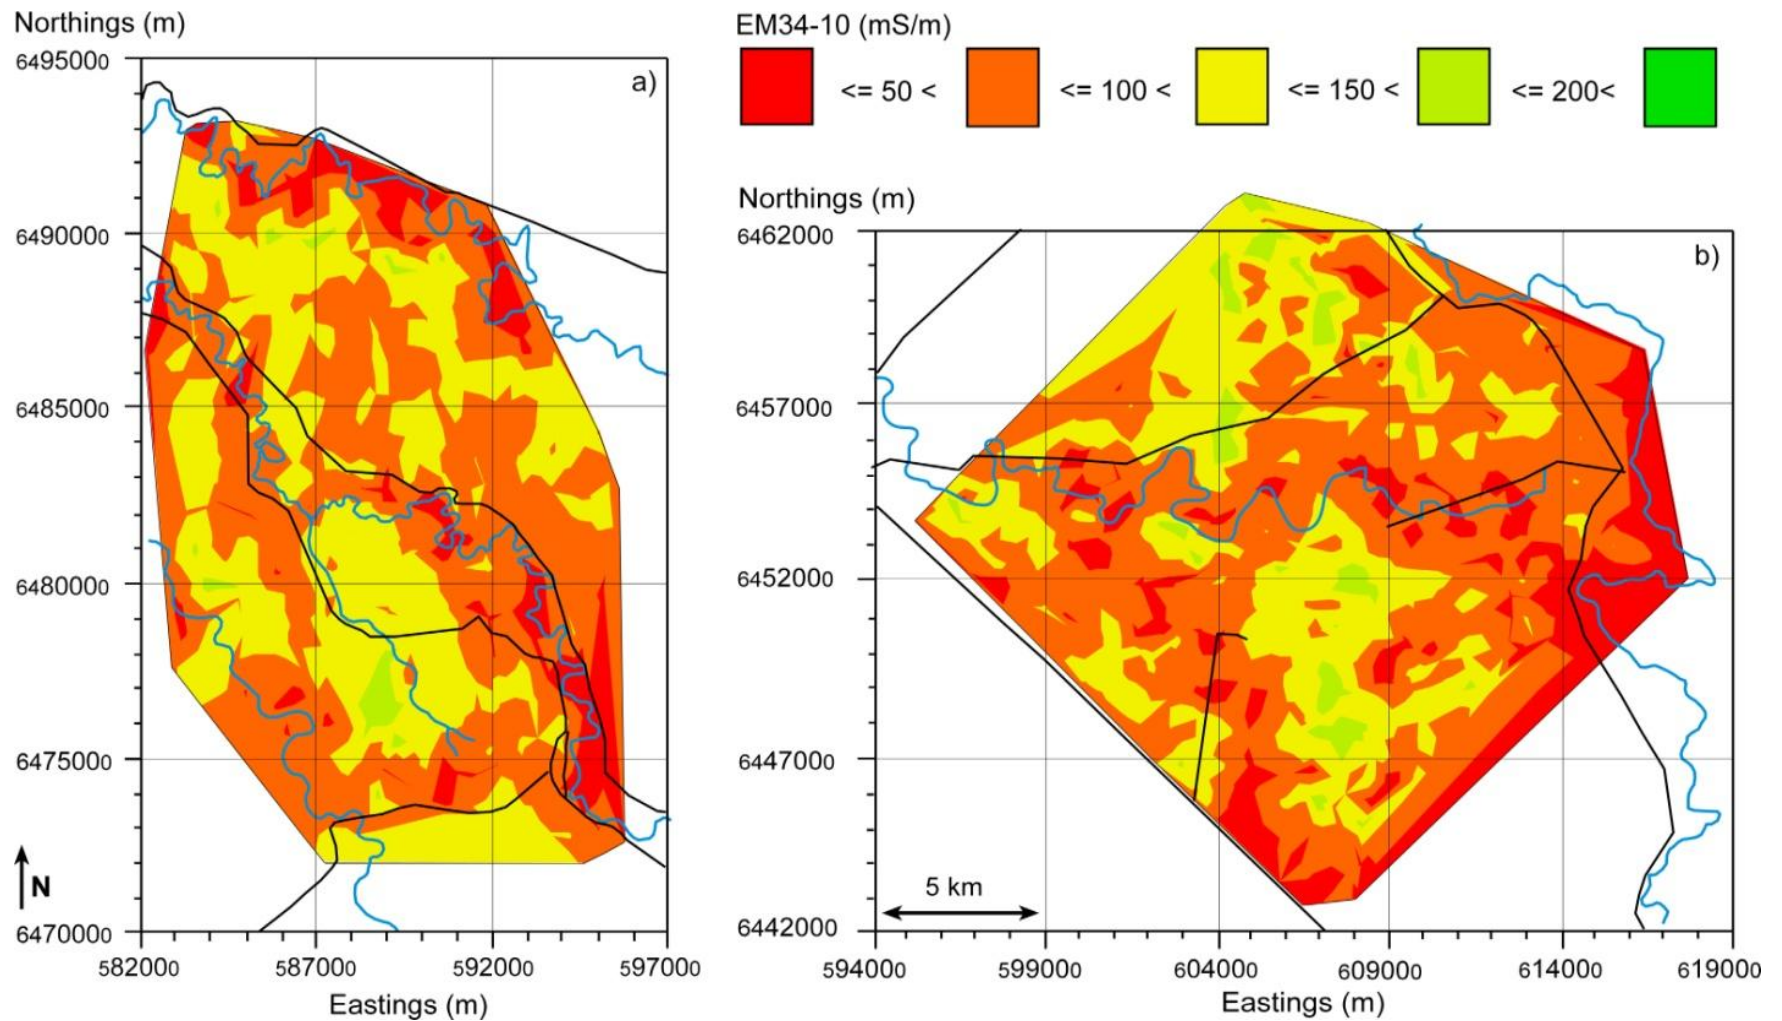 Northings (m)
6495000
6490000
6485000
6480000
6475000
6470000
582000 587000 592000 597000
Eastings (m)
a)
N
EM34-10 (mS/m)
<= 50 < <= 100 < <= 150 < <= 200<
Northings (m)
6462000
6457000
6452000
6447000
6442000
594000 599000 604000 609000 614000 619000
Eastings (m)
b)
5 km